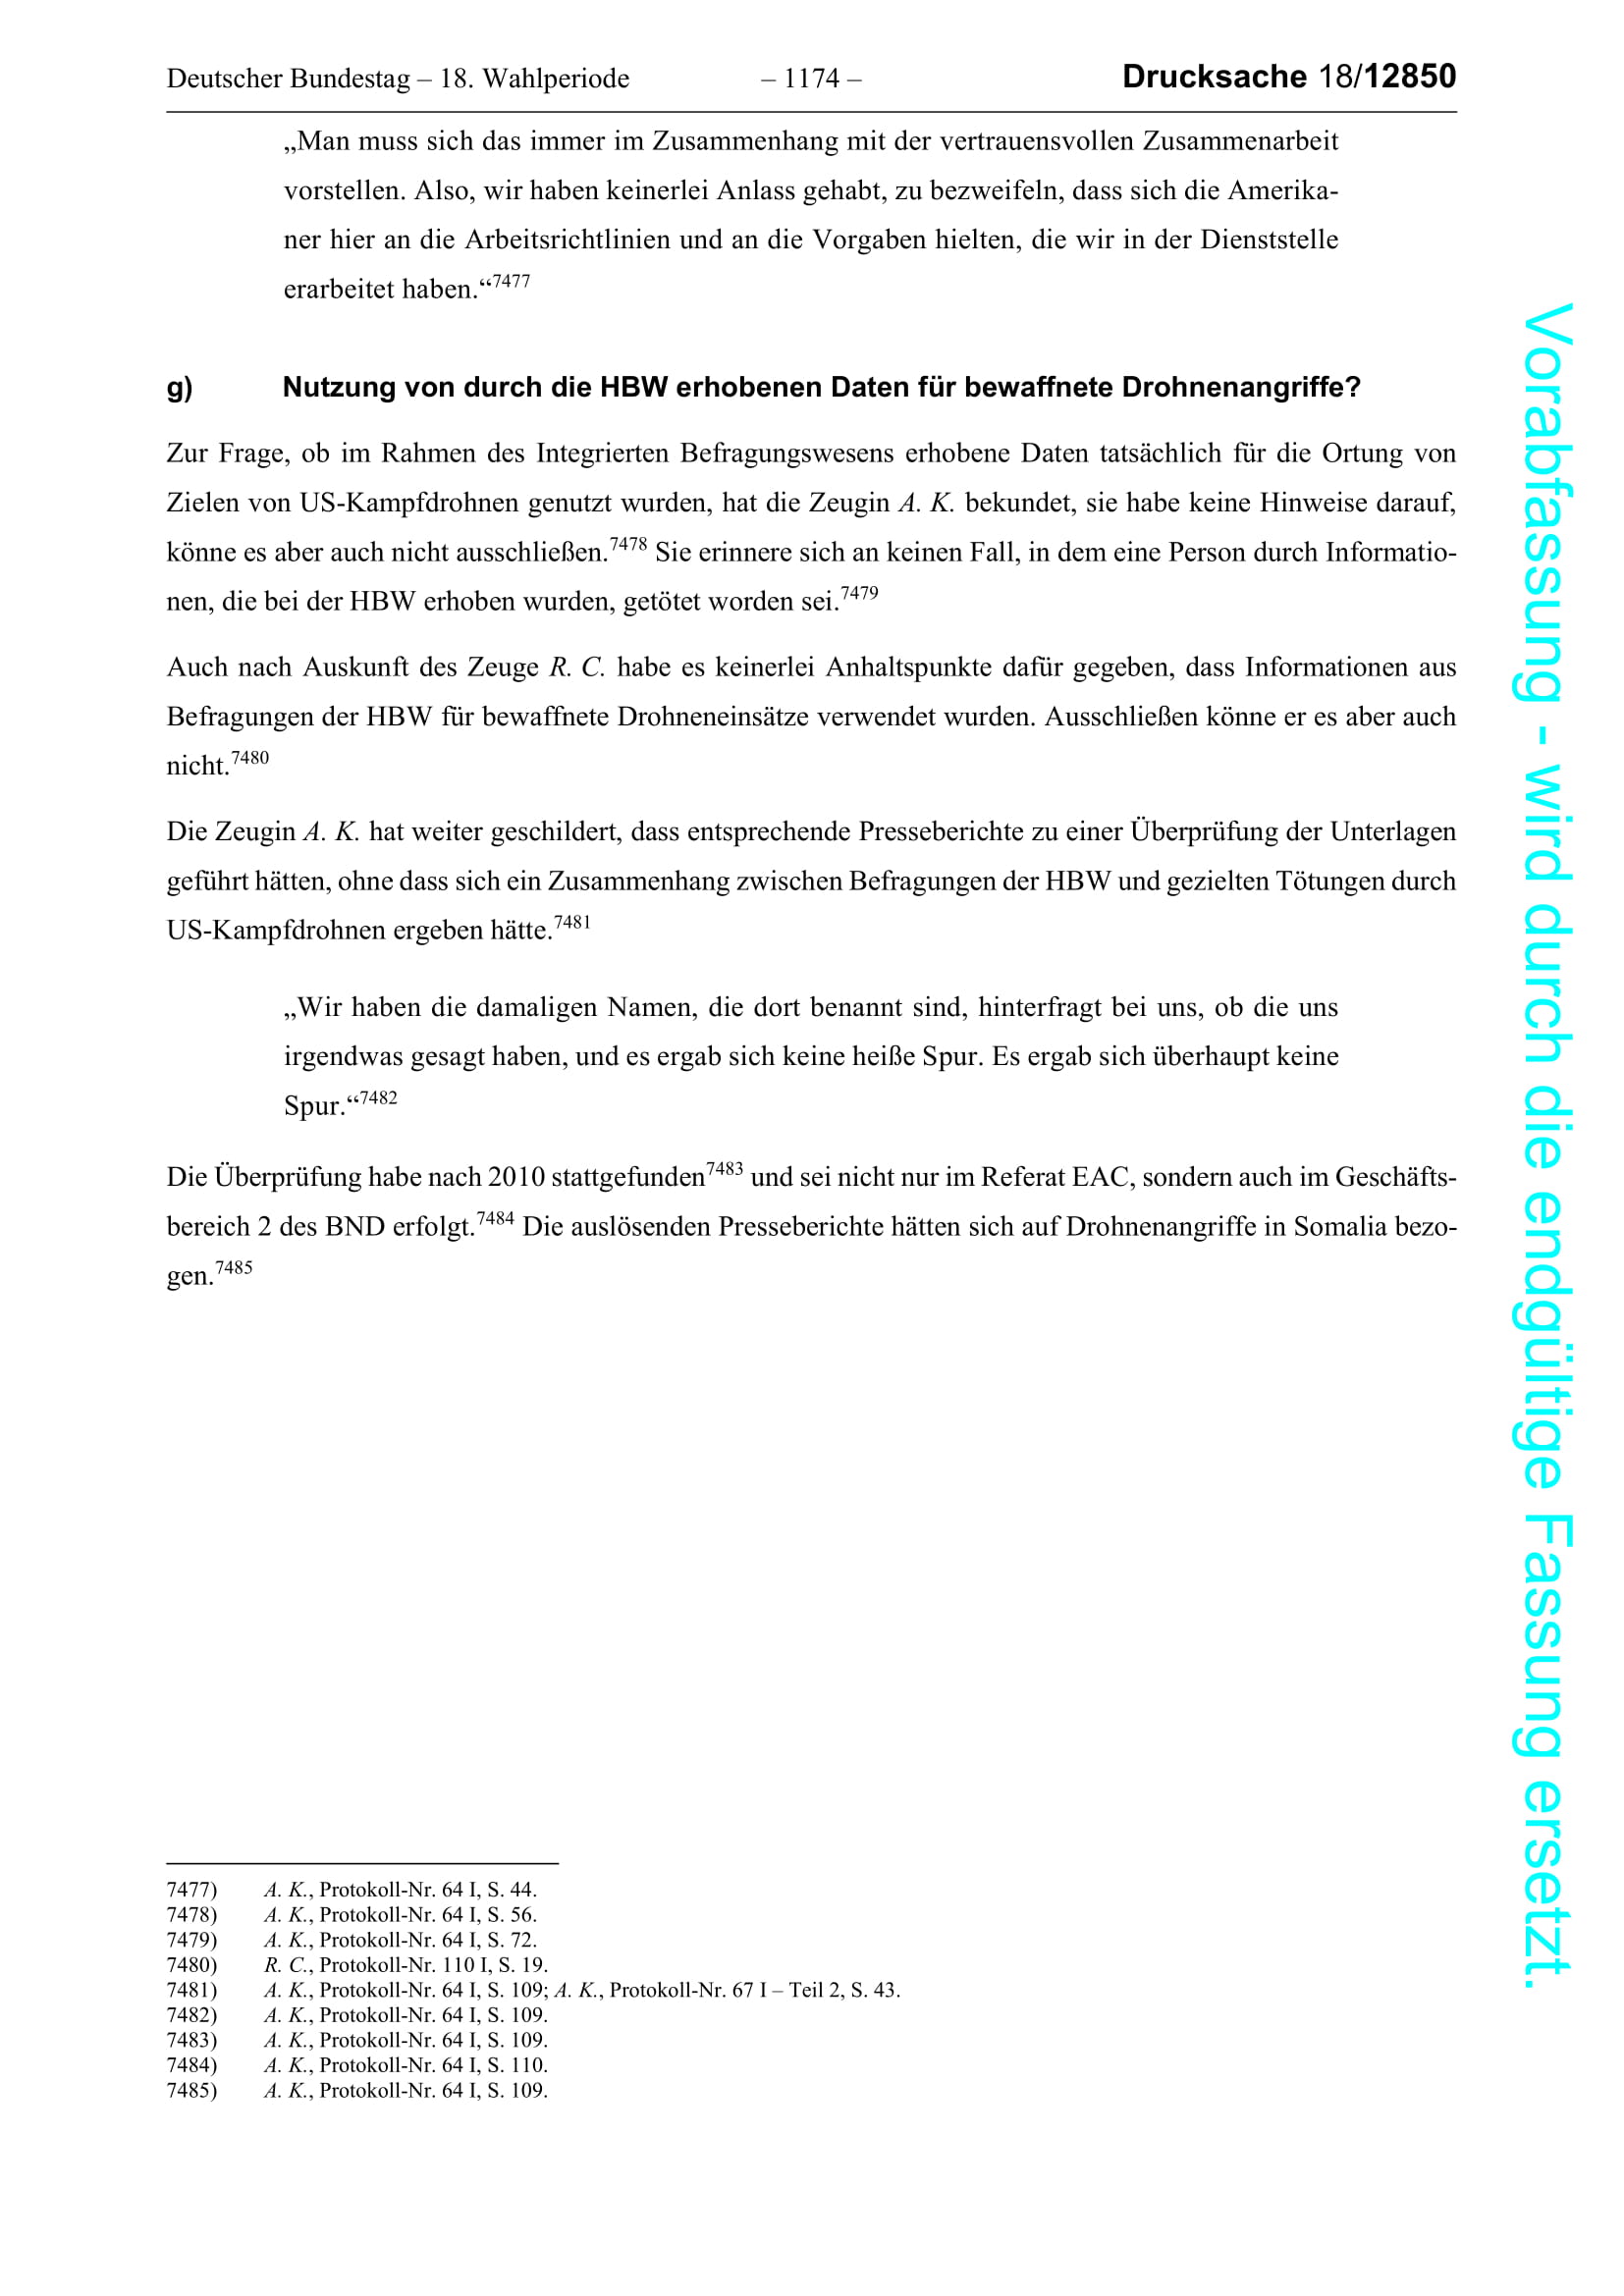 Deutscher Bundestag – 18. Wahlperiode – 1174 – Drucksache 18/12850
„Man muss sich das immer im Zusammenhang mit der vertrauensvollen Zusammenarbeit
vorstellen. Also, wir haben keinerlei Anlass gehabt, zu bezweifeln, dass sich die Amerika-
ner hier an die Arbeitsrichtlinien und an die Vorgaben hielten, die wir in der Dienststelle
erarbeitet haben.“7477
g) Nutzung von durch die HBW erhobenen Daten für bewaffnete Drohnenangriffe?
Zur Frage, ob im Rahmen des Integrierten Befragungswesens erhobene Daten tatsächlich für die Ortung von
Zielen von US-Kampfdrohnen genutzt wurden, hat die Zeugin A. K. bekundet, sie habe keine Hinweise darauf,
könne es aber auch nicht ausschließen.7478 Sie erinnere sich an keinen Fall, in dem eine Person durch Informatio-
nen, die bei der HBW erhoben wurden, getötet worden sei.7479
Auch nach Auskunft des Zeuge R. C. habe es keinerlei Anhaltspunkte dafür gegeben, dass Informationen aus
Befragungen der HBW für bewaffnete Drohneneinsätze verwendet wurden. Ausschließen könne er es aber auch
nicht.7480
Die Zeugin A. K. hat weiter geschildert, dass entsprechende Presseberichte zu einer Überprüfung der Unterlagen
geführt hätten, ohne dass sich ein Zusammenhang zwischen Befragungen der HBW und gezielten Tötungen durch
US-Kampfdrohnen ergeben hätte.7481
„Wir haben die damaligen Namen, die dort benannt sind, hinterfragt bei uns, ob die uns
irgendwas gesagt haben, und es ergab sich keine heiße Spur. Es ergab sich überhaupt keine
Spur.“7482
Die Überprüfung habe nach 2010 stattgefunden7483 und sei nicht nur im Referat EAC, sondern auch im Geschäfts-
bereich 2 des BND erfolgt.7484 Die auslösenden Presseberichte hätten sich auf Drohnenangriffe in Somalia bezo-
gen.7485
7477) A. K., Protokoll-Nr. 64 I, S. 44.
7478) A. K., Protokoll-Nr. 64 I, S. 56.
7479) A. K., Protokoll-Nr. 64 I, S. 72.
7480) R. C., Protokoll-Nr. 110 I, S. 19.
7481) A. K., Protokoll-Nr. 64 I, S. 109; A. K., Protokoll-Nr. 67 I – Teil 2, S. 43.
7482) A. K., Protokoll-Nr. 64 I, S. 109.
7483) A. K., Protokoll-Nr. 64 I, S. 109.
7484) A. K., Protokoll-Nr. 64 I, S. 110.
7485) A. K., Protokoll-Nr. 64 I, S. 109.
Vorabfassung - wird durch die endgültige Fassung ersetzt.